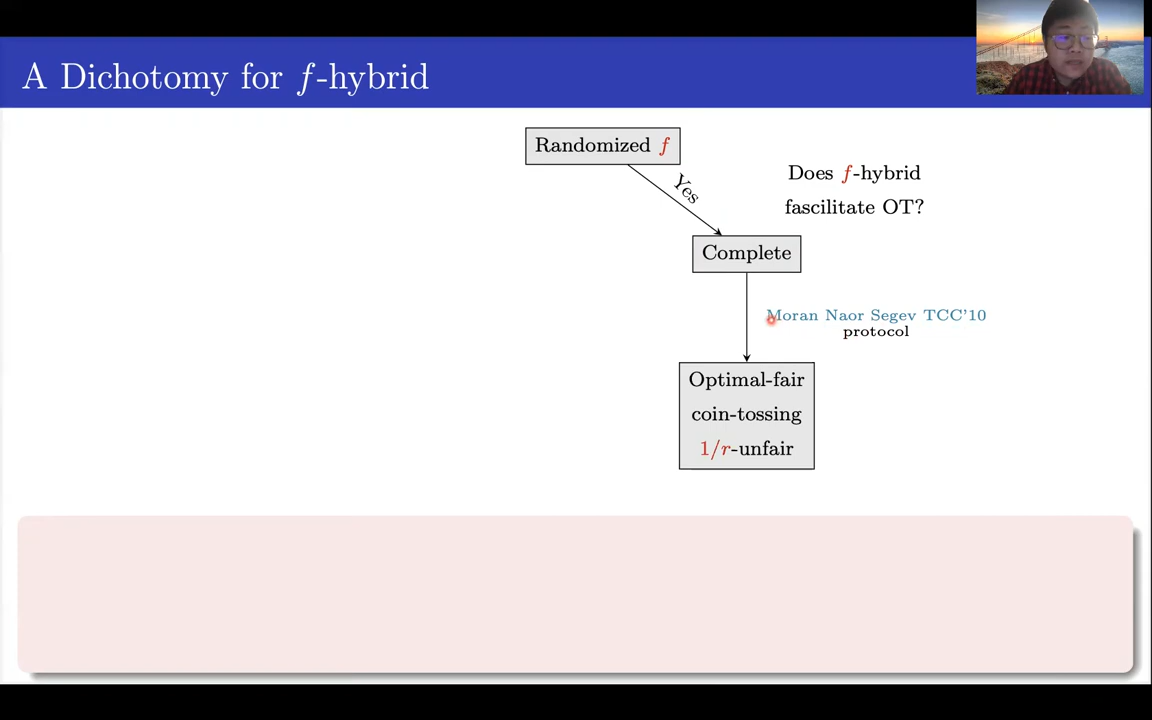 A Dichotomy for f-hybrid
Randomized f
Yes
Does f-hybrid
fascilitate OT?
Complete
Moran Naor Segev TCC'10
protocol
Optimal-fair
coin-tossing
1/r-unfair